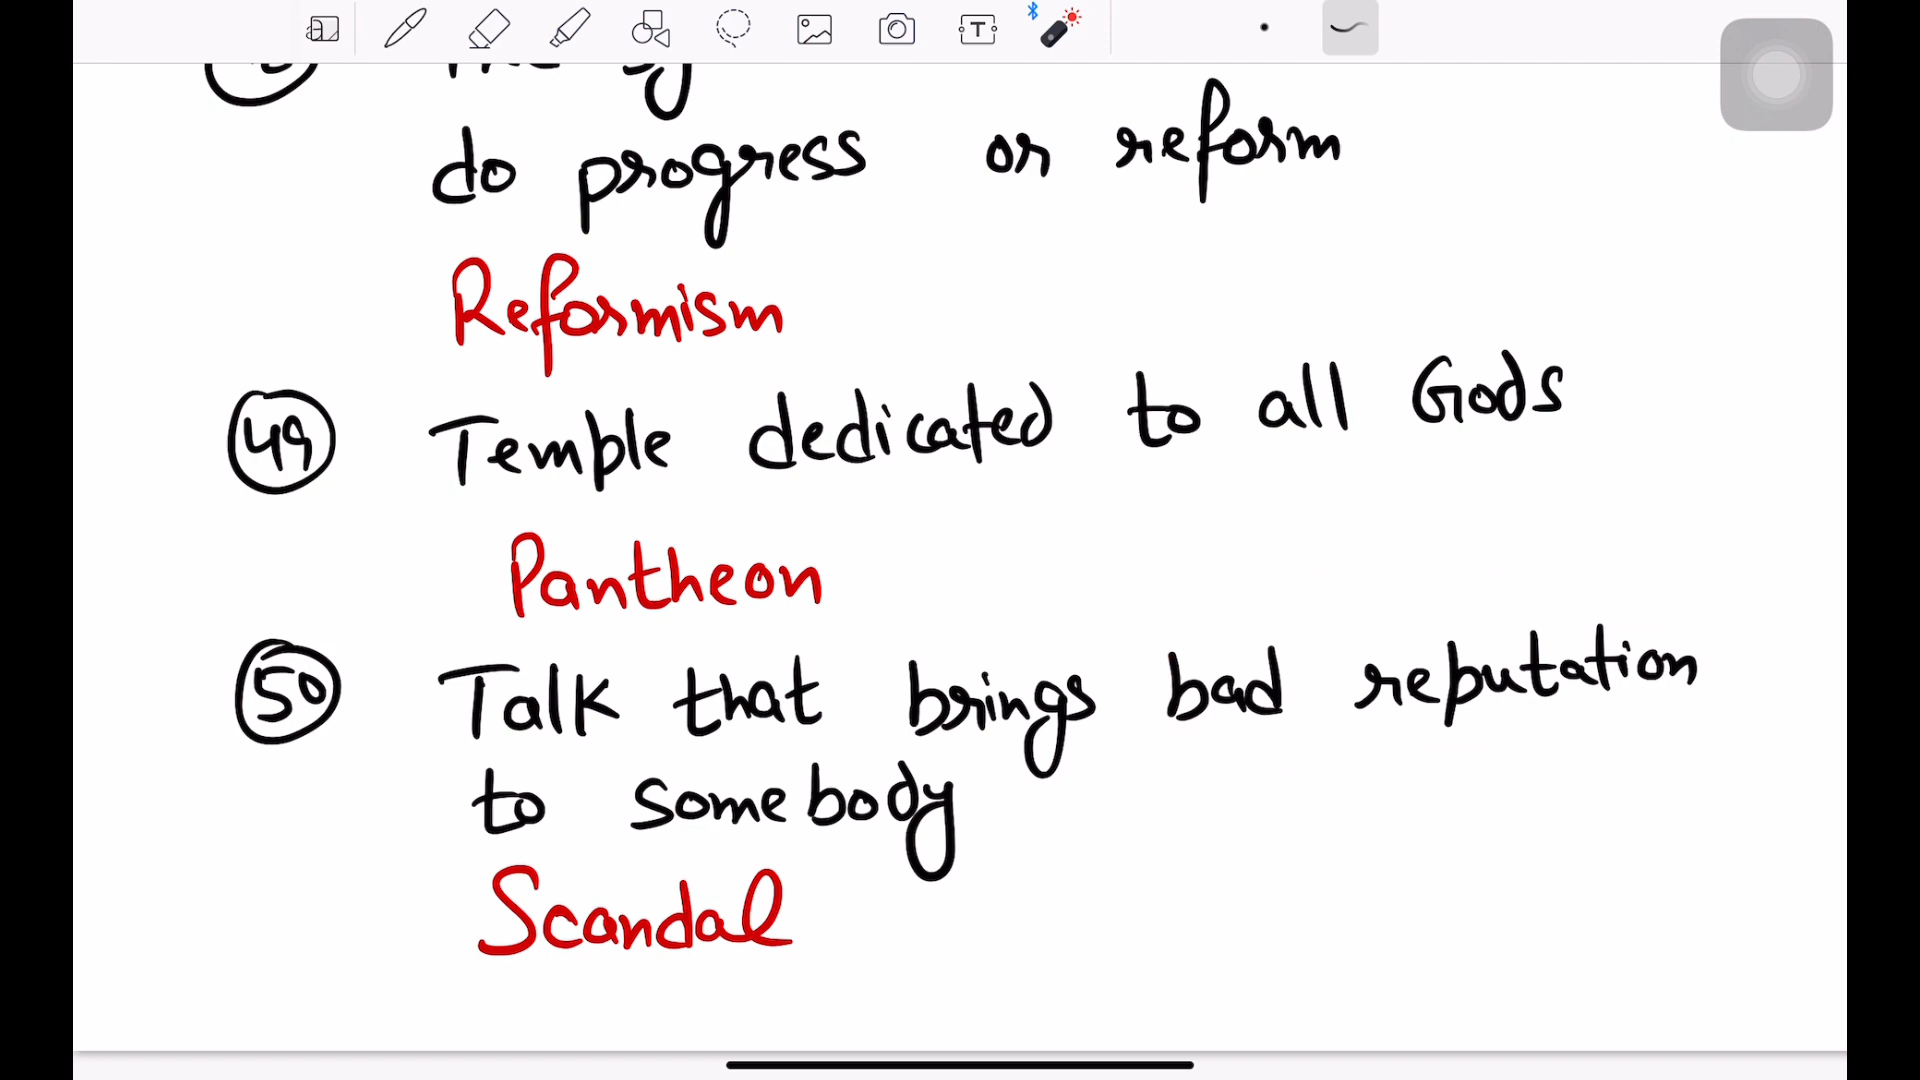 do progress or reform
Reformism
49 Temple dedicated to all Gods
Pantheon
50 Talk that brings bad reputation
to somebody
Scandal